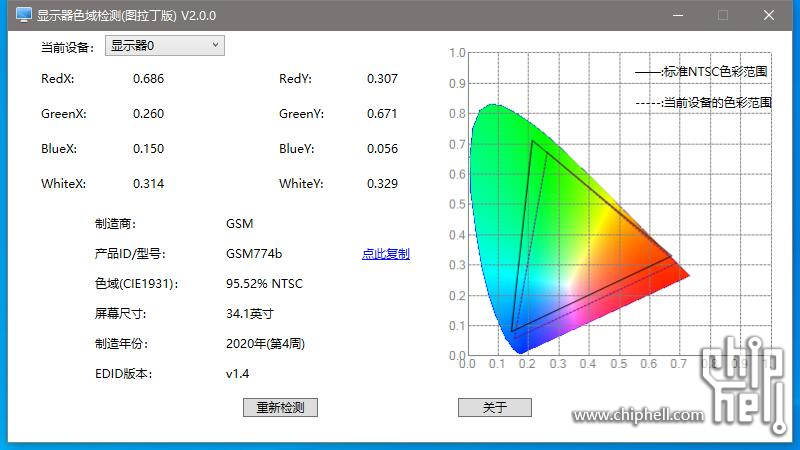 显示器色域检测(图拉丁版) V2.0.0
当前设备： 显示器0
RedX: 0.686 RedY: 0.307
GreenX: 0.260 GreenY: 0.671
BlueX: 0.150 BlueY: 0.056
WhiteX: 0.314 WhiteY: 0.329
制造商： GSM
产品ID/型号： GSM774b 点此复制
色域(CIE1931)： 95.52% NTSC
屏幕尺寸： 34.1英寸
制造年份： 2020年(第4周)
EDID版本： v1.4
重新检测 关于
1.0
0.9
0.8
0.7
0.6
0.5
0.4
0.3
0.2
0.1
0.0
0.0 0.1 0.2 0.3 0.4 0.5 0.6 0.7 0.8 0.9 1.0
:标准NTSC色彩范围
:当前设备的色彩范围
www.chiphell.com
chip
hell